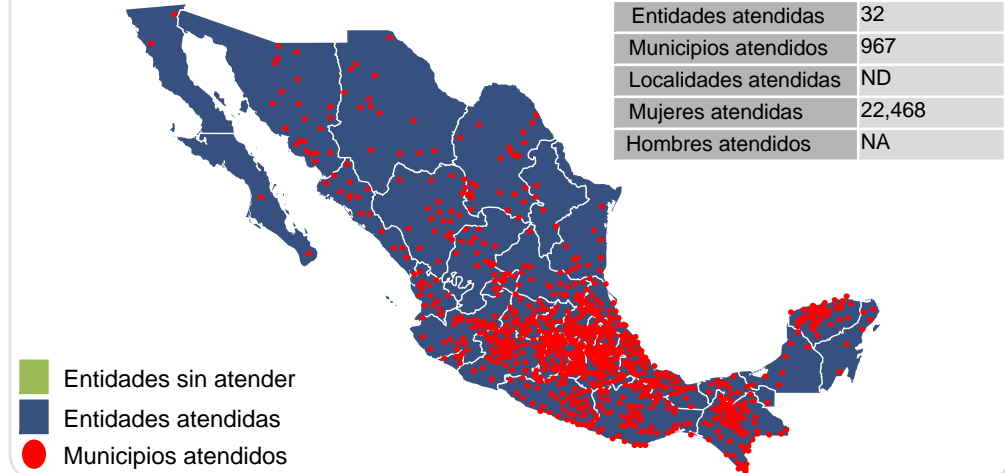 Entidades atendidas 32
Municipios atendidos 967
Localidades atendidas ND
Mujeres atendidas 22,468
Hombres atendidos NA
Entidades sin atender
Entidades atendidas
Municipios atendidos